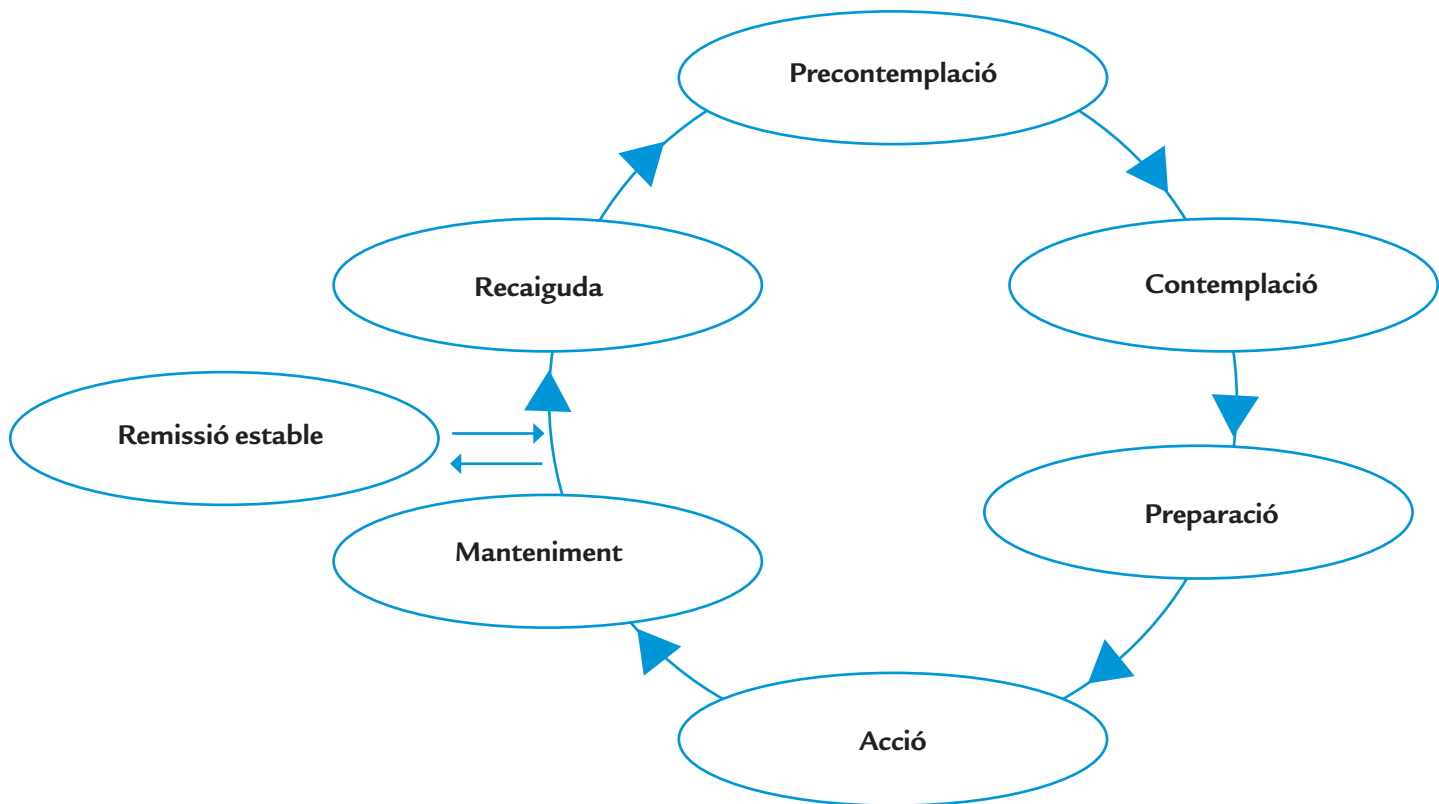 Precontemplació
Contemplació
Recaiguda
Remissió estable
Preparació
Manteniment
Acció